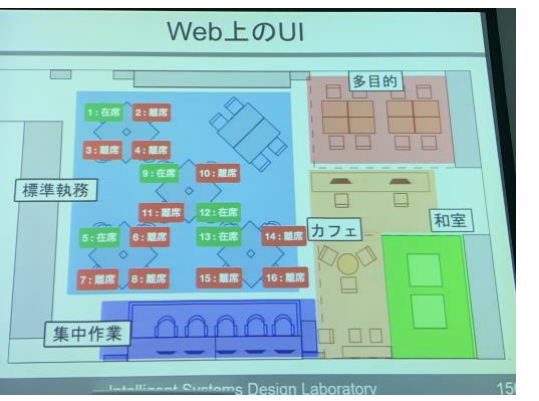 Web上のUI
多目的
1：在席 2：離席
3：離席 4：離席
9：在席 10：離席
標準執務
11：離席 12：在席
カフェ
和室
5：在席 6：離席
13：在席 14：離席
7：離席 8：離席
15：離席 16：離席
集中作業
Intelligent Systems Design Laboratory